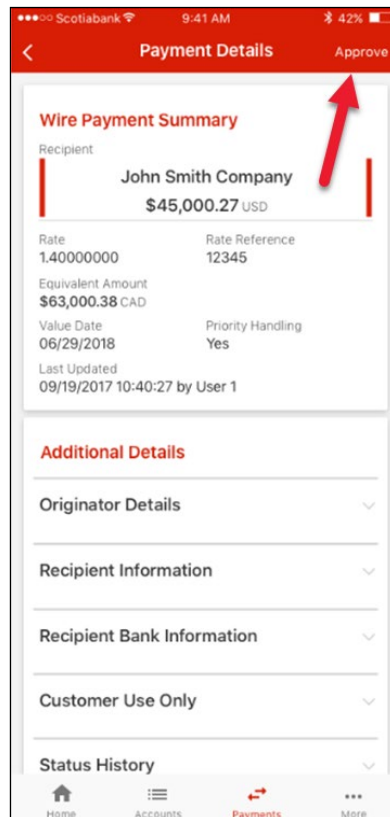 Scotiabank 9:41 AM 42%
Payment Details Approve
Wire Payment Summary
Recipient
John Smith Company
$45,000.27 USD
Rate Rate Reference
1.40000000 12345
Equivalent Amount
$63,000.38 CAD
Value Date Priority Handling
06/29/2018 Yes
Last Updated
09/19/2017 10:40:27 by User 1
Additional Details
Originator Details
Recipient Information
Recipient Bank Information
Customer Use Only
Status History
Home Accounts Payments More